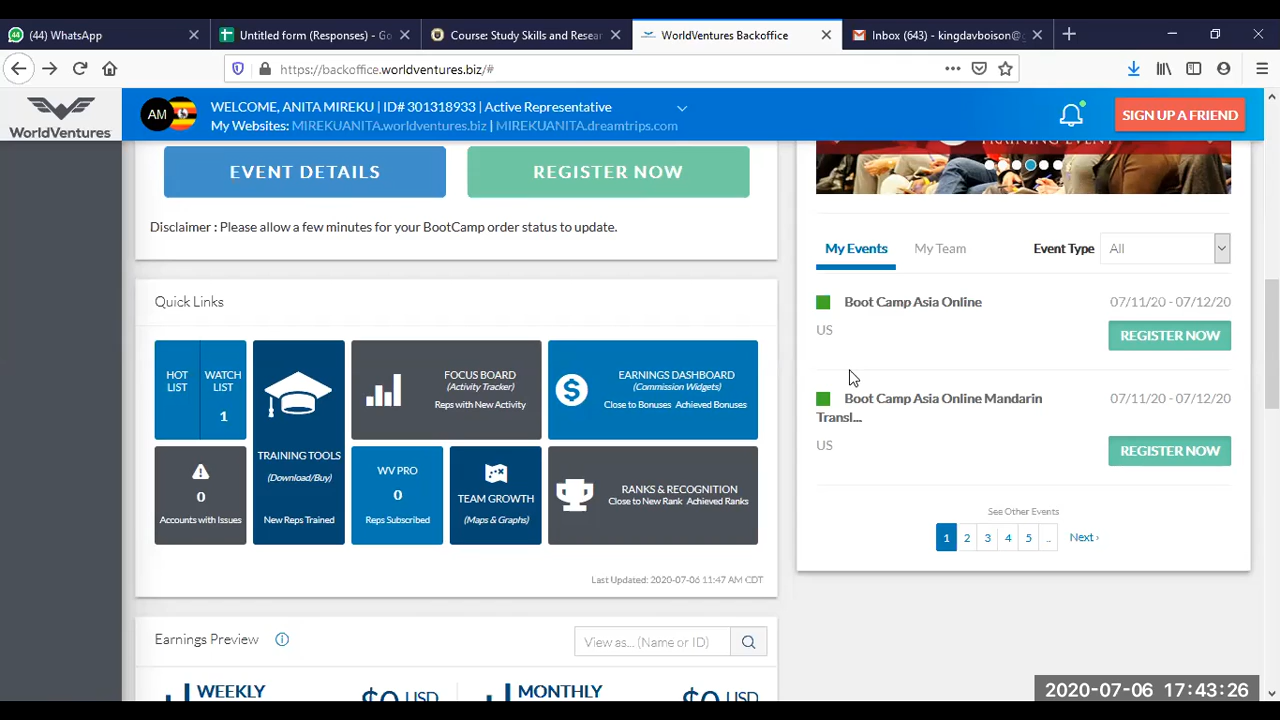 (44) WhatsApp
Untitled form (Responses) - Go
Course: Study Skills and Resear
WorldVentures Backoffice
Inbox (643) - kingdavboison@g
https://backoffice.worldventures.biz/#
WorldVentures
AM
WELCOME, ANITA MIREKU | ID# 301318933 | Active Representative
My Websites: MIREKUANITA.worldventures.biz | MIREKUANITA.dreamtrips.com
SIGN UP A FRIEND
TRAINING EVENT
EVENT DETAILS
REGISTER NOW
Disclaimer : Please allow a few minutes for your BootCamp order status to update.
My Events
My Team
Event Type
All
Boot Camp Asia Online
07/11/20 - 07/12/20
US
REGISTER NOW
Boot Camp Asia Online Mandarin
Transl...
07/11/20 - 07/12/20
US
REGISTER NOW
See Other Events
1 2 3 4 5 .. Next ›
Quick Links
HOT
LIST
WATCH
LIST
1
TRAINING TOOLS
(Download/Buy)
New Reps Trained
FOCUS BOARD
(Activity Tracker)
Reps with New Activity
EARNINGS DASHBOARD
(Commission Widgets)
Close to Bonuses Achieved Bonuses
0
Accounts with Issues
WV PRO
0
Reps Subscribed
TEAM GROWTH
(Maps & Graphs)
RANKS & RECOGNITION
Close to New Rank Achieved Ranks
Last Updated: 2020-07-06 11:47 AM CDT
Earnings Preview
View as... (Name or ID)
WEEKLY
$0 USD
MONTHLY
$0 USD
2020-07-06 17:43:26